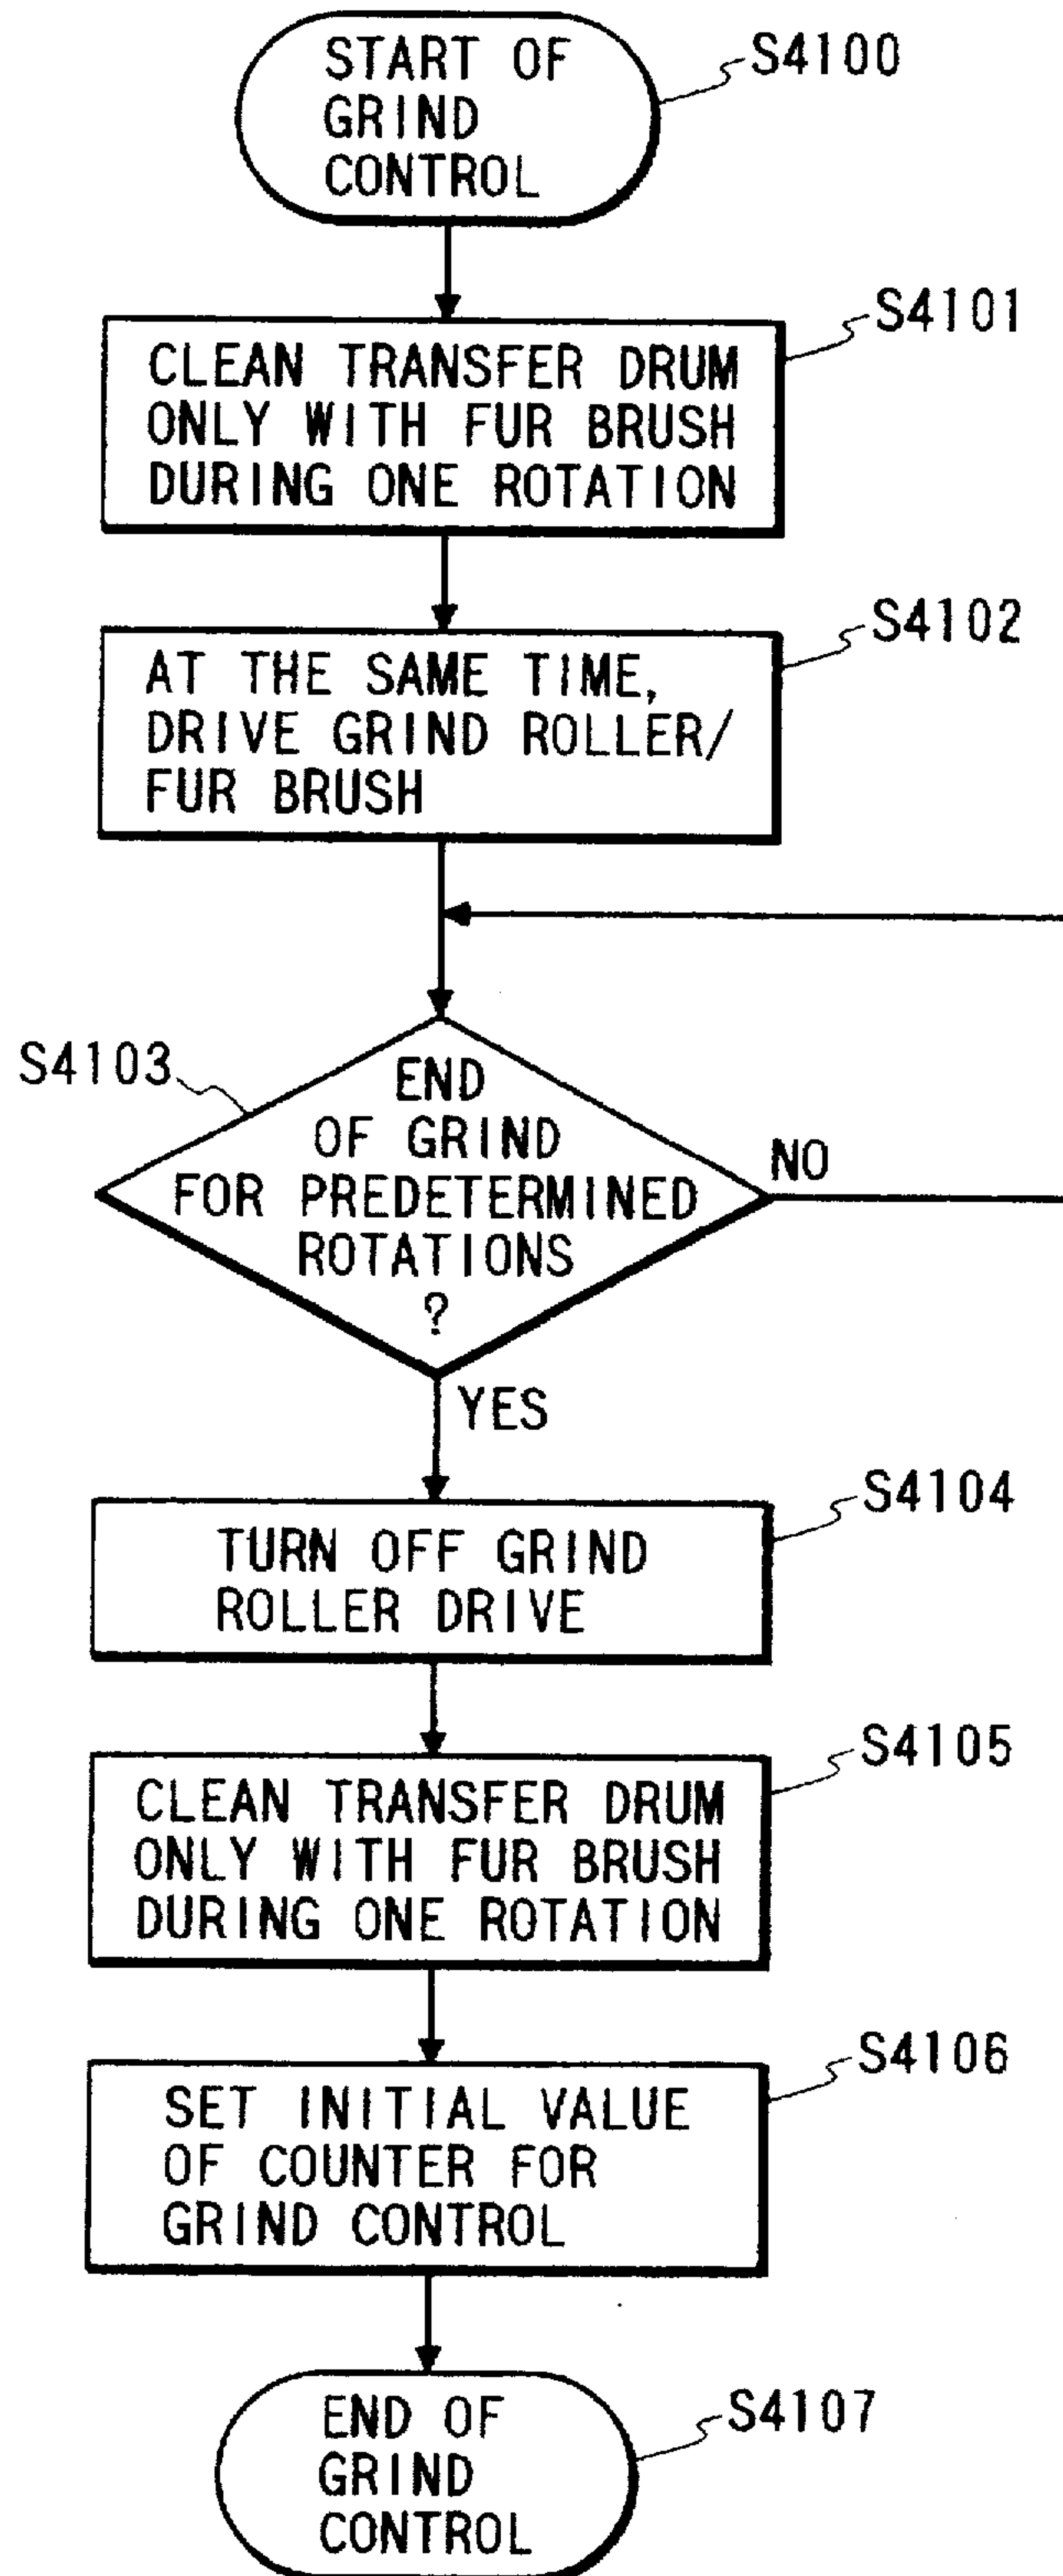 START OF
GRIND
CONTROL
S4100
S4101
CLEAN TRANSFER DRUM
ONLY WITH FUR BRUSH
DURING ONE ROTATION
S4102
AT THE SAME TIME,
DRIVE GRIND ROLLER/
FUR BRUSH
S4103
END
OF GRIND
FOR PREDETERMINED
ROTATIONS
?
NO
YES
S4104
TURN OFF GRIND
ROLLER DRIVE
S4105
CLEAN TRANSFER DRUM
ONLY WITH FUR BRUSH
DURING ONE ROTATION
S4106
SET INITIAL VALUE
OF COUNTER FOR
GRIND CONTROL
S4107
END OF
GRIND
CONTROL